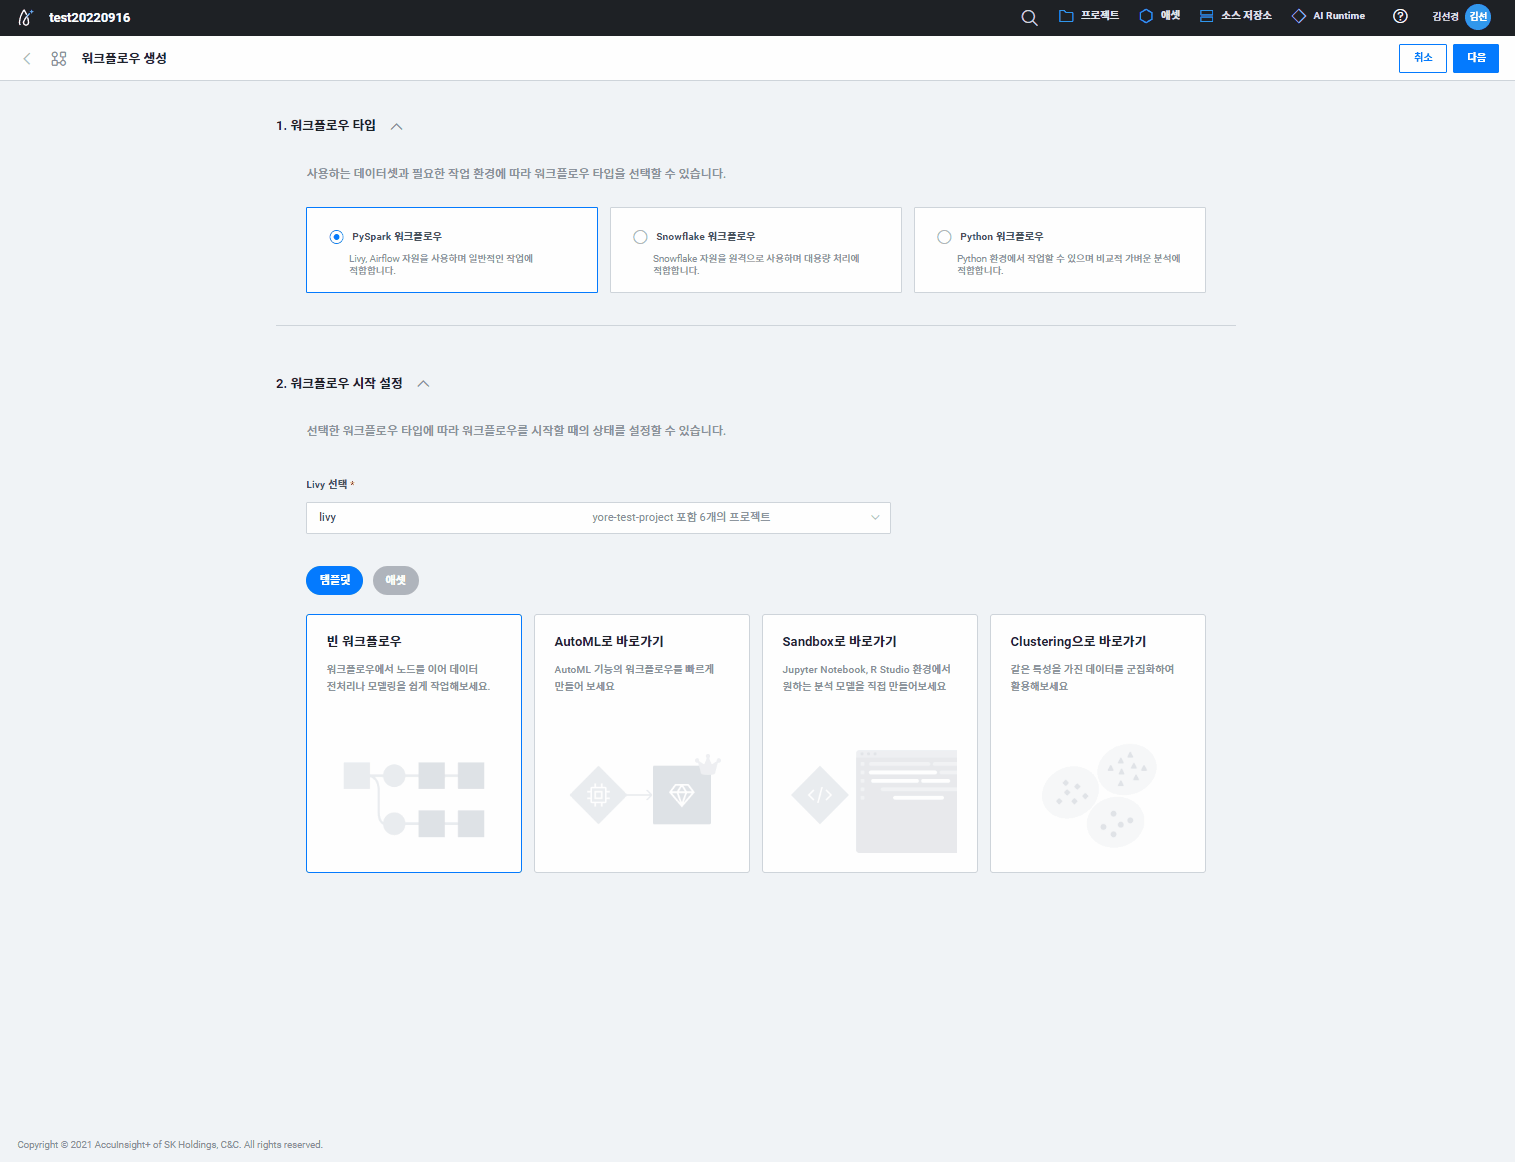 test20220916
프로젝트
애셋
소스 저장소
AI Runtime
김선경
김선
워크플로우 생성
취소
다음
1. 워크플로우 타입
사용하는 데이터셋과 필요한 작업 환경에 따라 워크플로우 타입을 선택할 수 있습니다.
PySpark 워크플로우
Livy, Airflow 자원을 사용하며 일반적인 작업에
적합합니다.
Snowflake 워크플로우
Snowflake 자원을 원격으로 사용하며 대용량 처리에
적합합니다.
Python 워크플로우
Python 환경에서 작업할 수 있으며 비교적 가벼운 분석에
적합합니다.
2. 워크플로우 시작 설정
선택한 워크플로우 타입에 따라 워크플로우를 시작할 때의 상태를 설정할 수 있습니다.
Livy 선택 *
livy
yore-test-project 포함 6개의 프로젝트
템플릿
애셋
빈 워크플로우
워크플로우에서 노드를 이어 데이터
전처리나 모델링을 쉽게 작업해보세요.
AutoML로 바로가기
AutoML 기능의 워크플로우를 빠르게
만들어 보세요
Sandbox로 바로가기
Jupyter Notebook, R Studio 환경에서
원하는 분석 모델을 직접 만들어보세요
Clustering으로 바로가기
같은 특성을 가진 데이터를 군집화하여
활용해보세요
Copyright © 2021 AccuInsight+ of SK Holdings, C&C. All rights reserved.